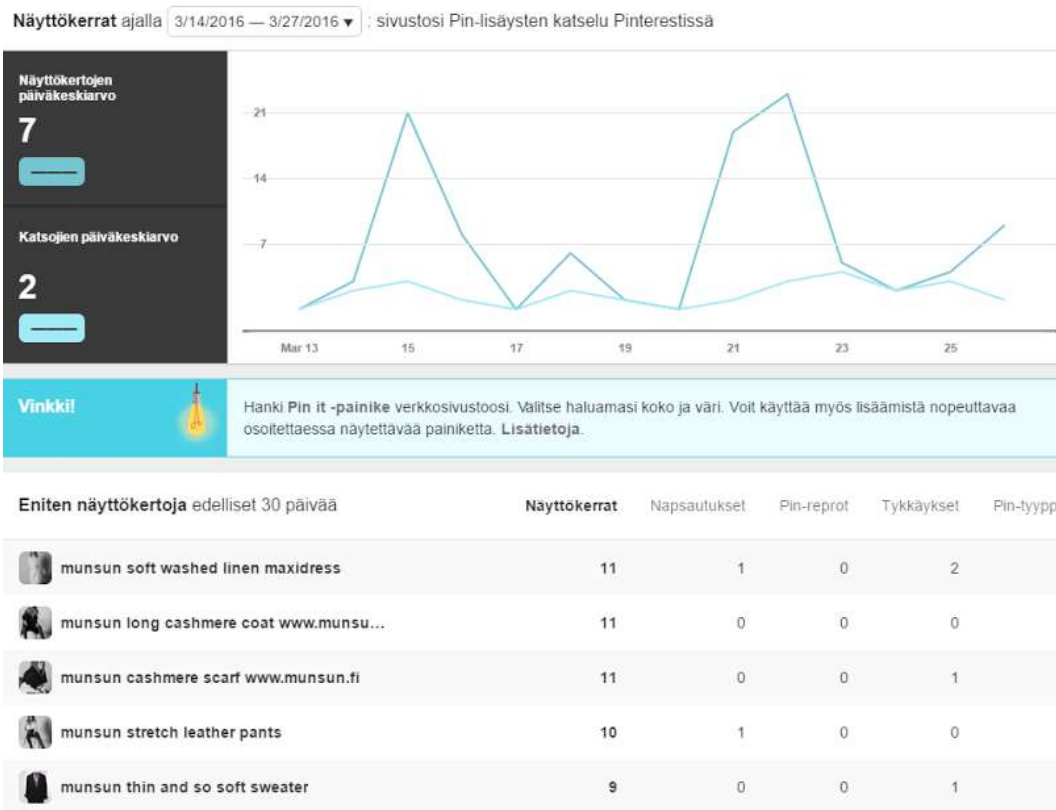 Näyttökerrat ajalla 3/14/2016 — 3/27/2016 ▾ : sivustosi Pin-lisäysten katselu Pinterestissä
Näyttökertojen
päiväkeskiarvo
7
Katsojien päiväkeskiarvo
2
21
14
7
Mar 13 15 17 19 21 23 25
Vinkki!
Hanki Pin it -painike verkkosivustoosi. Valitse haluamasi koko ja väri. Voit käyttää myös lisäämistä nopeuttavaa
osoitettaessa näytettävää painiketta. Lisätietoja.
Eniten näyttökertoja edelliset 30 päivää Näyttökerrat Napsautukset Pin-reprot Tykkäykset Pin-tyypp
munsun soft washed linen maxidress 11 1 0 2
munsun long cashmere coat www.munsu... 11 0 0 0
munsun cashmere scarf www.munsun.fi 11 0 0 1
munsun stretch leather pants 10 1 0 0
munsun thin and so soft sweater 9 0 0 1